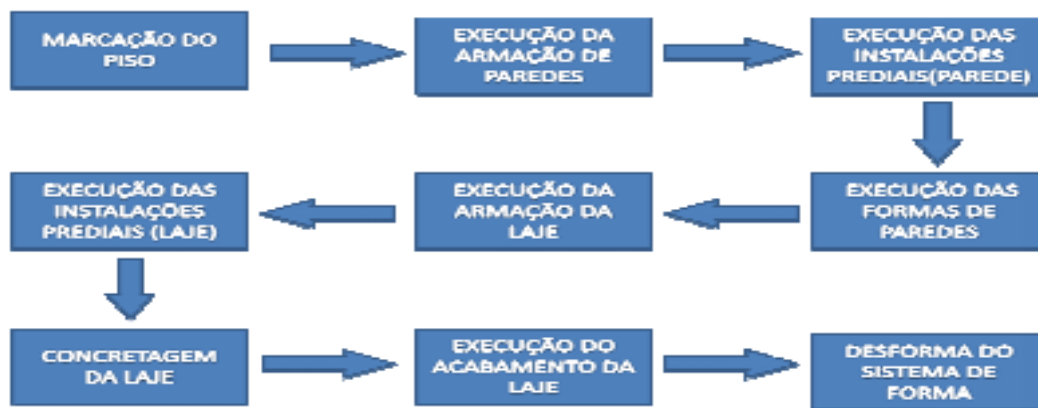 MARCAÇÃO DO
PISO
EXECUÇÃO DA
ARMAÇÃO DE
PAREDES
EXECUÇÃO DAS
INSTALAÇÕES
PREDIAIS(PAREDE)
EXECUÇÃO DAS
FORMAS DE
PAREDES
EXECUÇÃO DA
ARMAÇÃO DA
LAJE
EXECUÇÃO DAS
INSTALAÇÕES
PREDIAIS (LAJE)
CONCRETAGEM
DA LAJE
EXECUÇÃO DO
ACABAMENTO DA
LAJE
DESFORMA DO
SISTEMA DE
FORMA